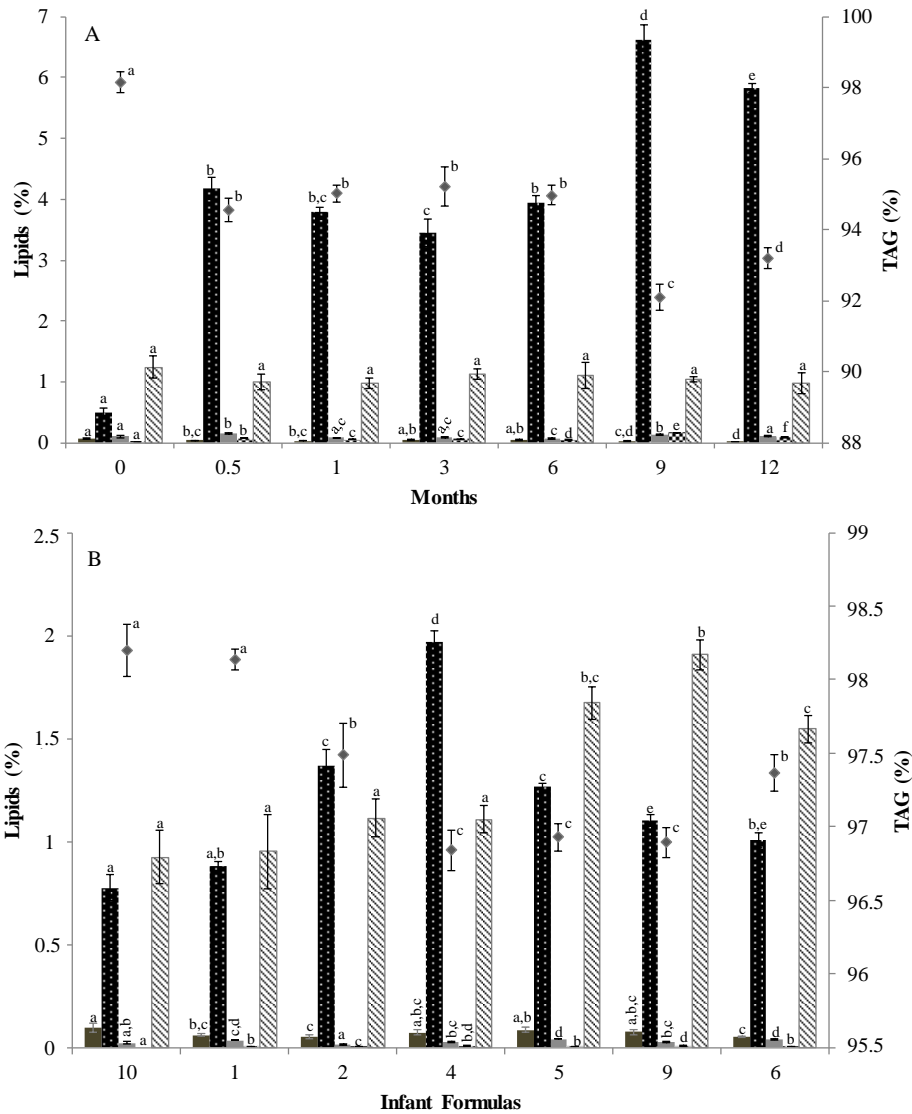 A
Lipids (%)
7
6
5
4
3
2
1
0
TAG (%)
100
98
96
94
92
90
88
a a a a a a
b,c b b b b a
b,c b,c a,c c b a
a,b c a,c c b a
a,b b c d b a
c,d d b e c a
d e a f d a
0 0.5 1 3 6 9 12
Months
B
Lipids (%)
2.5
2
1.5
1
0.5
0
TAG (%)
99
98.5
98
97.5
97
96.5
96
95.5
a a a,b a a a
b,c a,b c,d b a a
c c a c b a
a,b,c d b,c b,d c a
a,b c d b c b,c
a,b,c e b,c d c b
c b,e d b b c
10 1 2 4 5 9 6
Infant Formulas